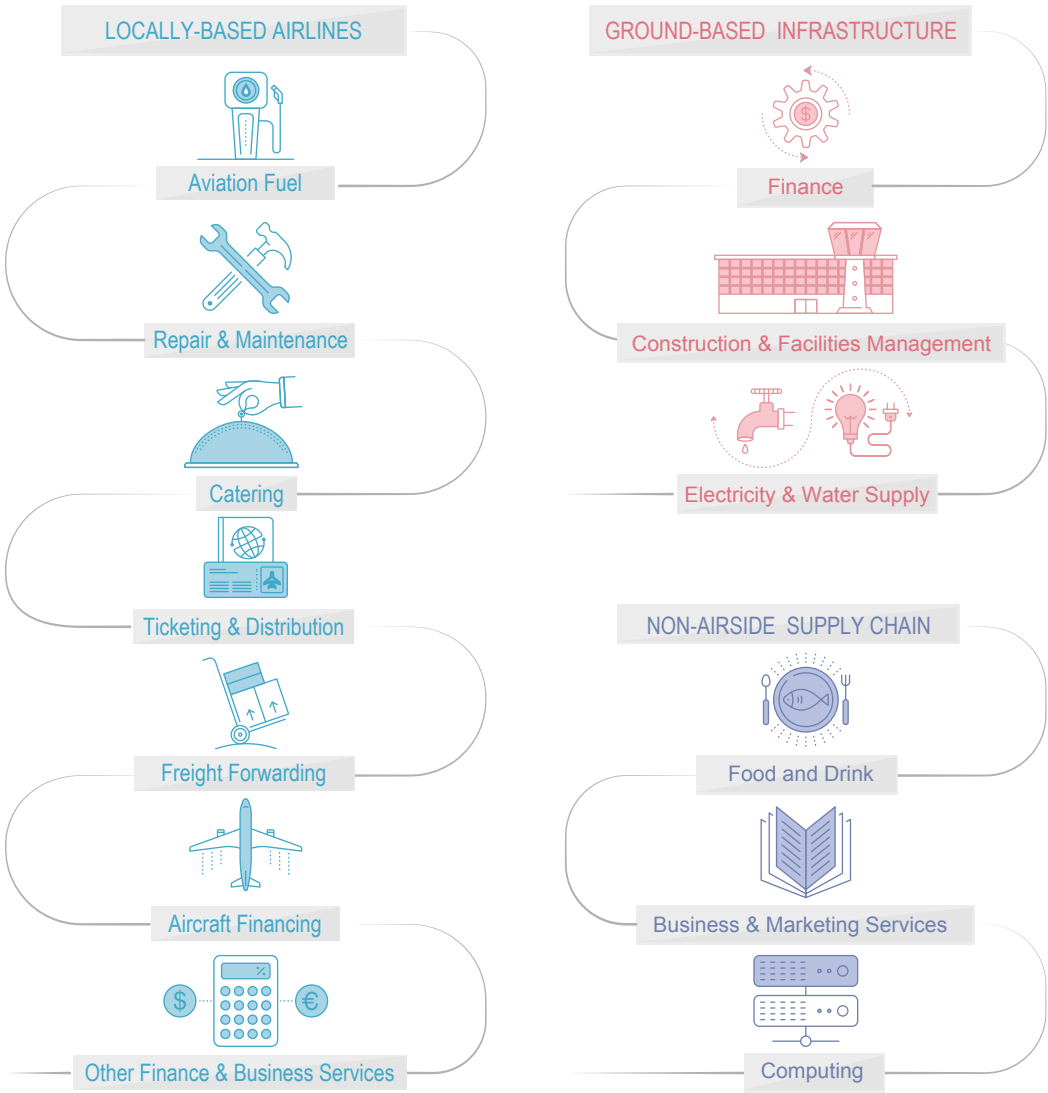 LOCALLY-BASED AIRLINES
Aviation Fuel
Repair & Maintenance
Catering
Ticketing & Distribution
Freight Forwarding
Aircraft Financing
%
$
€
Other Finance & Business Services
GROUND-BASED INFRASTRUCTURE
$
Finance
Construction & Facilities Management
Electricity & Water Supply
NON-AIRSIDE SUPPLY CHAIN
Food and Drink
Business & Marketing Services
Computing